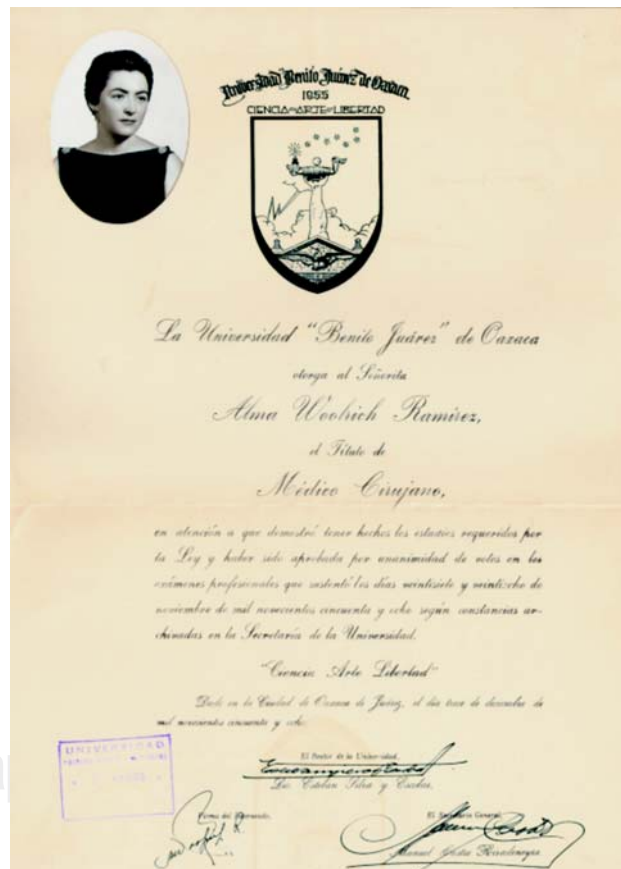 Universidad Benito Juárez de Oaxaca.
1955
CIENCIA ARTE LIBERTAD
La Universidad "Benito Juárez" de Oaxaca
otorga al Señorita
Alma Woolrich Ramírez,
el Título de
Médico Cirujano,
en atención a que demostró tener hechos los estudios requeridos por
la Ley y haber sido aprobada por unanimidad de votos en los
exámenes profesionales que sustentó los días veintisiete y veintiocho de
noviembre de mil novecientos cincuenta y ocho según constancias ar-
chivadas en la Secretaría de la Universidad.
"Ciencia Arte Libertad"
Dado en la Ciudad de Oaxaca de Juárez, el día trece de diciembre de
mil novecientos cincuenta y ocho.
UNIVERSIDAD
El Rector de la Universidad,
Lic. Esteban Silva y Escobar.
Firma del
El Secretario General,
Manuel